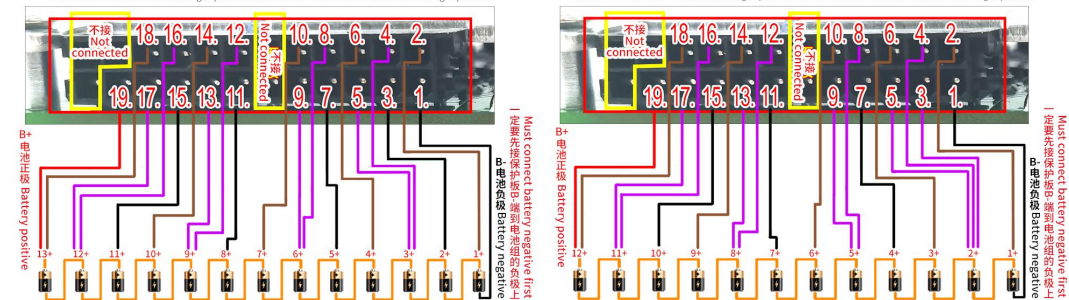 不接
Not
connected
18. 16. 14. 12.
Not connected
不接
10. 8. 6. 4. 2.
19. 17. 15. 13. 11.
9. 7. 5. 3. 1.
B+
电池正极 Battery positive
B-电池负极 Battery negative
一定要先接保护板B-端到电池组的负极上
Must connect battery negative first
13+ 12+ 11+ 10+ 9+ 8+ 7+ 6+ 5+ 4+ 3+ 2+ 1+
不接
Not
connected
18. 16. 14. 12.
Not connected
不接
10. 8. 6. 4. 2.
19. 17. 15. 13. 11.
9. 7. 5. 3. 1.
B+
电池正极 Battery positive
B-电池负极 Battery negative
一定要先接保护板B-端到电池组的负极上
Must connect battery negative first
12+ 11+ 10+ 9+ 8+ 7+ 6+ 5+ 4+ 3+ 2+ 1+